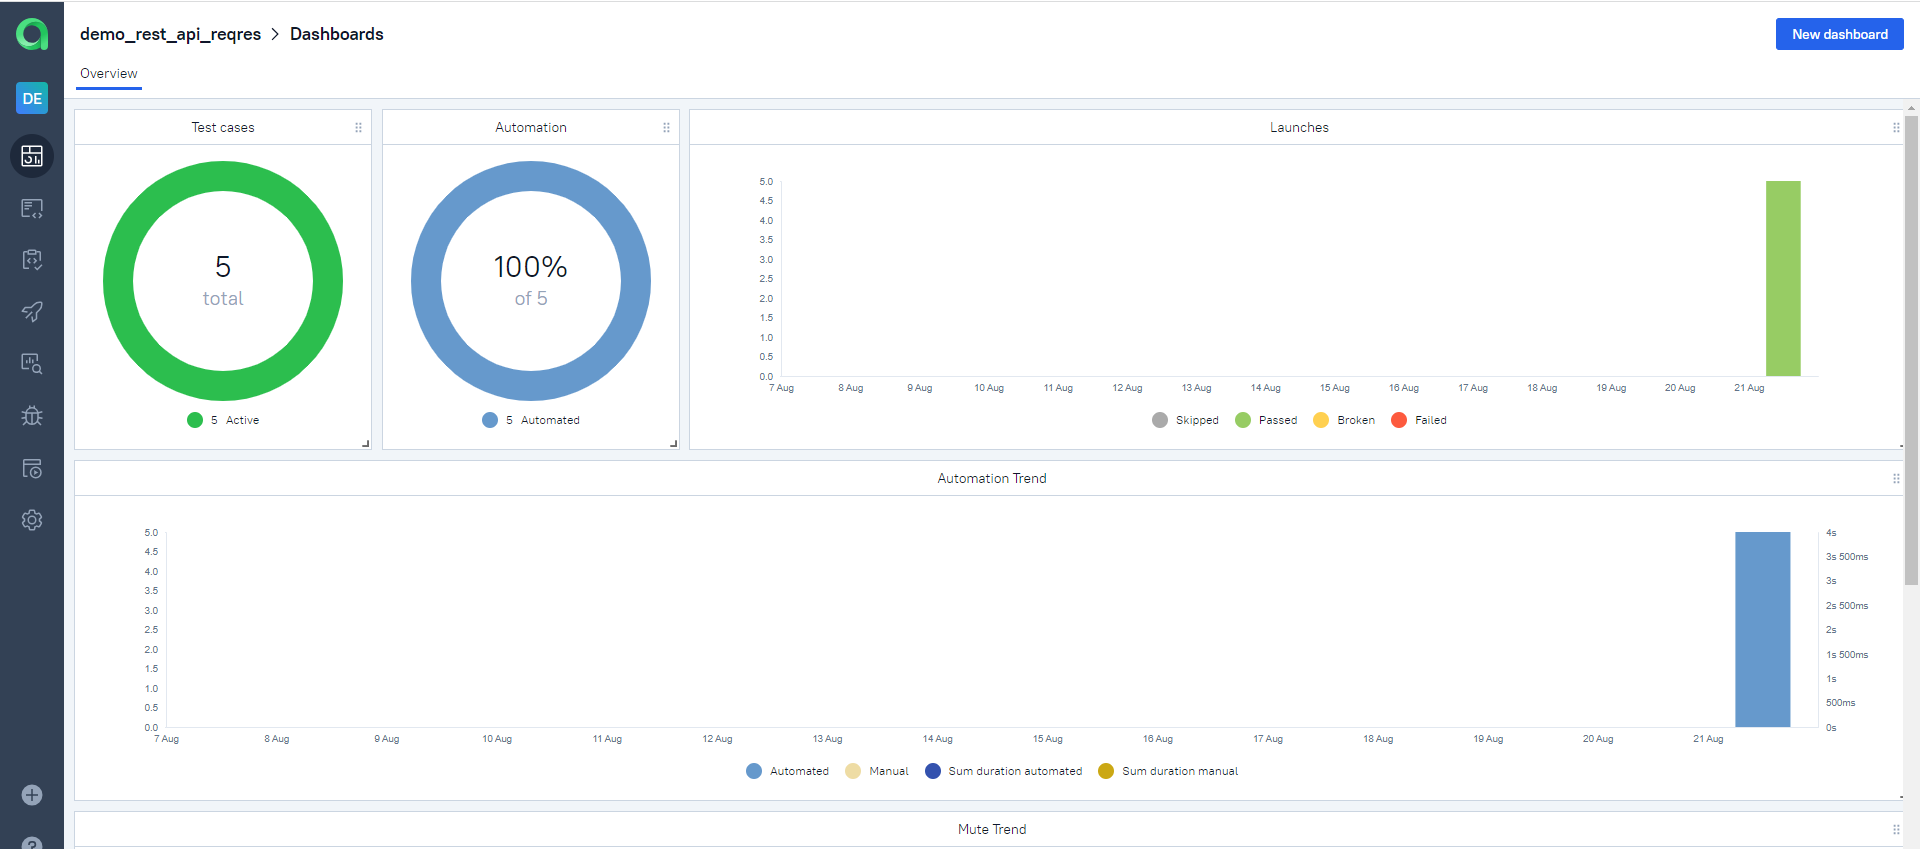 demo_rest_api_reqres > Dashboards
New dashboard
Overview
DE
Test cases
5
total
5 Active
Automation
100%
of 5
5 Automated
Launches
5.0
4.5
4.0
3.5
3.0
2.5
2.0
1.5
1.0
0.5
0.0
7 Aug 8 Aug 9 Aug 10 Aug 11 Aug 12 Aug 13 Aug 14 Aug 15 Aug 16 Aug 17 Aug 18 Aug 19 Aug 20 Aug 21 Aug
Skipped Passed Broken Failed
Automation Trend
5.0
4.5
4.0
3.5
3.0
2.5
2.0
1.5
1.0
0.5
0.0
4s
3s 500ms
3s
2s 500ms
2s
1s 500ms
1s
500ms
0s
7 Aug 8 Aug 9 Aug 10 Aug 11 Aug 12 Aug 13 Aug 14 Aug 15 Aug 16 Aug 17 Aug 18 Aug 19 Aug 20 Aug 21 Aug
Automated Manual Sum duration automated Sum duration manual
Mute Trend